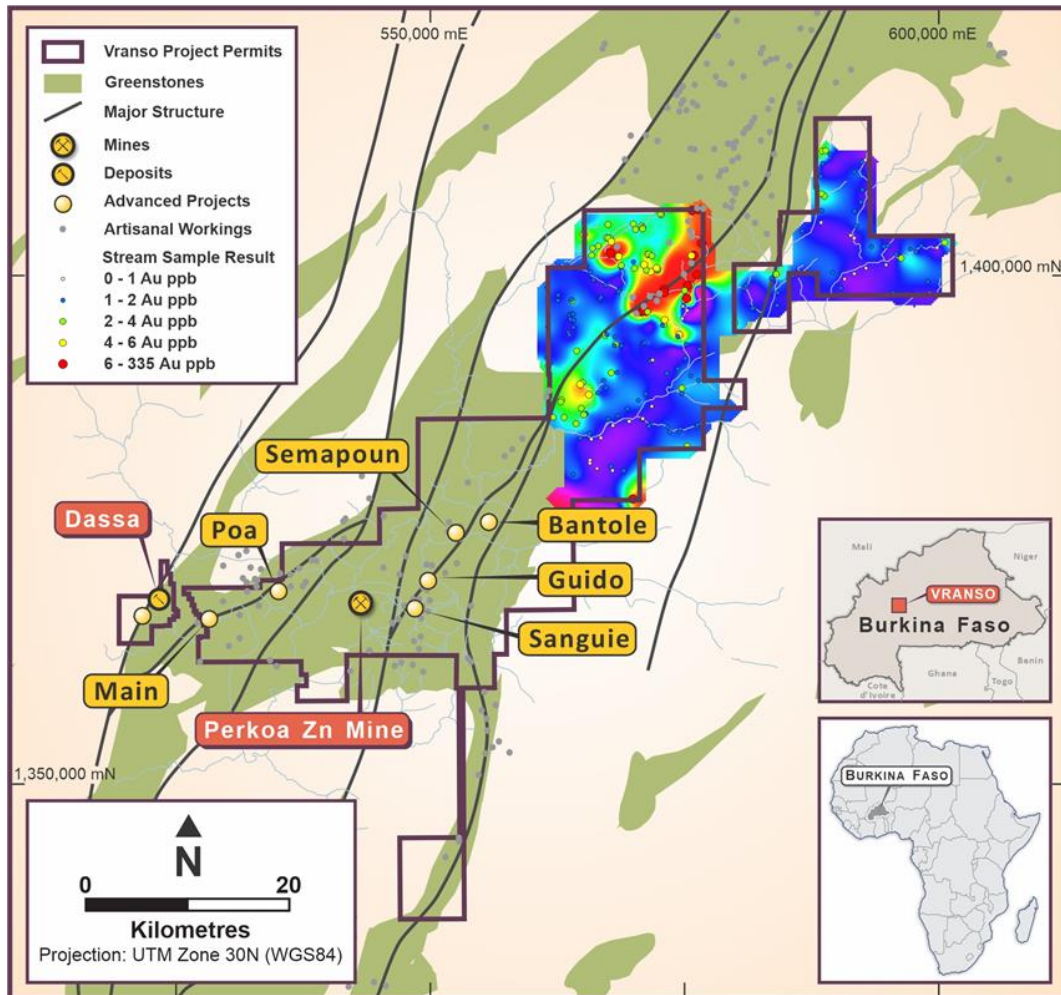 550,000 mE
600,000 mE
Vranso Project Permits
Greenstones
Major Structure
Mines
Deposits
Advanced Projects
Artisanal Workings
Stream Sample Result
0 - 1 Au ppb
1 - 2 Au ppb
2 - 4 Au ppb
4 - 6 Au ppb
6 - 335 Au ppb
1,400,000 mN
Semapoun
Dassa
Poa
Bantole
Guido
Sanguie
Main
Perkoa Zn Mine
1,350,000 mN
N
0 20
Kilometres
Projection: UTM Zone 30N (WGS84)
Mali
Niger
VRANSO
Burkina Faso
Benin
Ghana
Togo
Cote
d'Ivoire
BURKINA FASO